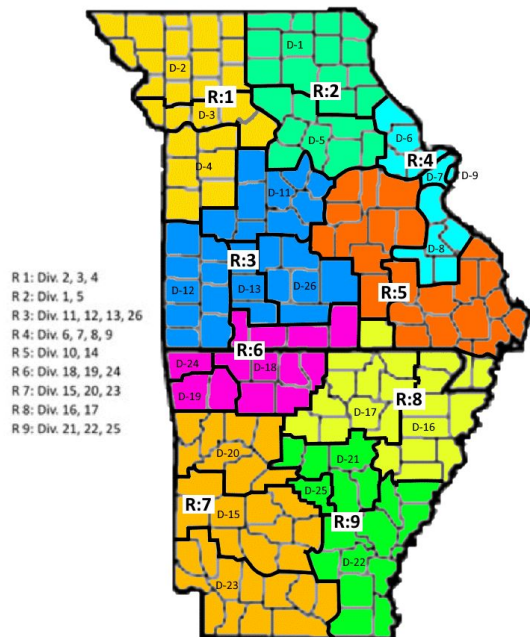 D-1
D-2
R:1
R:2
D-3
D-6
D-5
R:4
D-4
D-7
D-9
D-11
D-8
R:3
R 1: Div. 2, 3, 4
R 2: Div. 1, 5
R 3: Div. 11, 12, 13, 26
R 4: Div. 6, 7, 8, 9
R 5: Div. 10, 14
R 6: Div. 18, 19, 24
R 7: Div. 15, 20, 23
R 8: Div. 16, 17
R 9: Div. 21, 22, 25
D-12
D-13
D-26
R:5
R:6
D-24
D-18
D-19
R:8
D-17
D-16
D-20
D-21
D-25
R:7
D-15
R:9
D-22
D-23